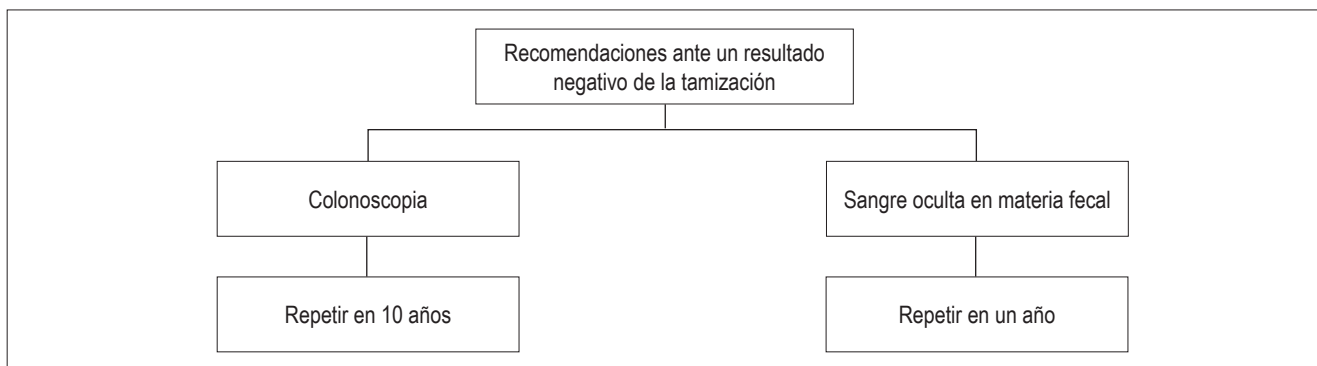 Recomendaciones ante un resultado
negativo de la tamización
Colonoscopia
Sangre oculta en materia fecal
Repetir en 10 años
Repetir en un año